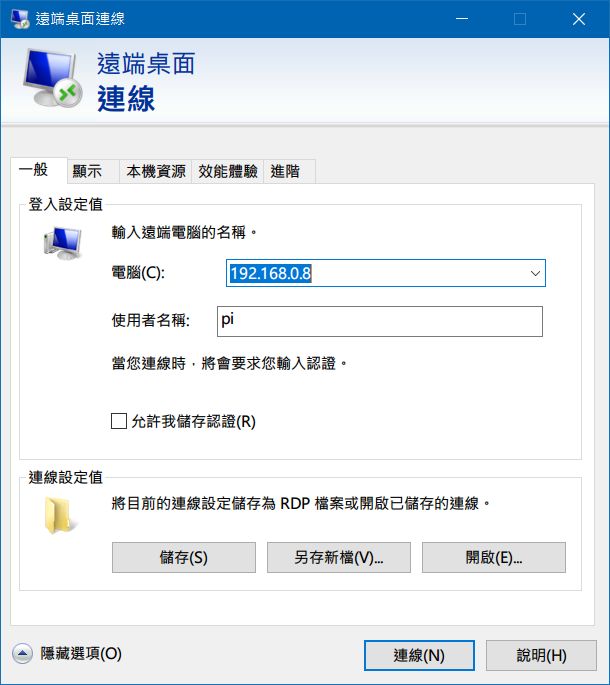 遠端桌面連線
遠端桌面
連線
一般 顯示 本機資源 效能體驗 進階
登入設定值
輸入遠端電腦的名稱。
電腦(C): 192.168.0.8
使用者名稱: pi
當您連線時，將會要求您輸入認證。
允許我儲存認證(R)
連線設定值
將目前的連線設定儲存為 RDP 檔案或開啟已儲存的連線。
儲存(S) 另存新檔(V)... 開啟(E)...
隱藏選項(O) 連線(N) 說明(H)